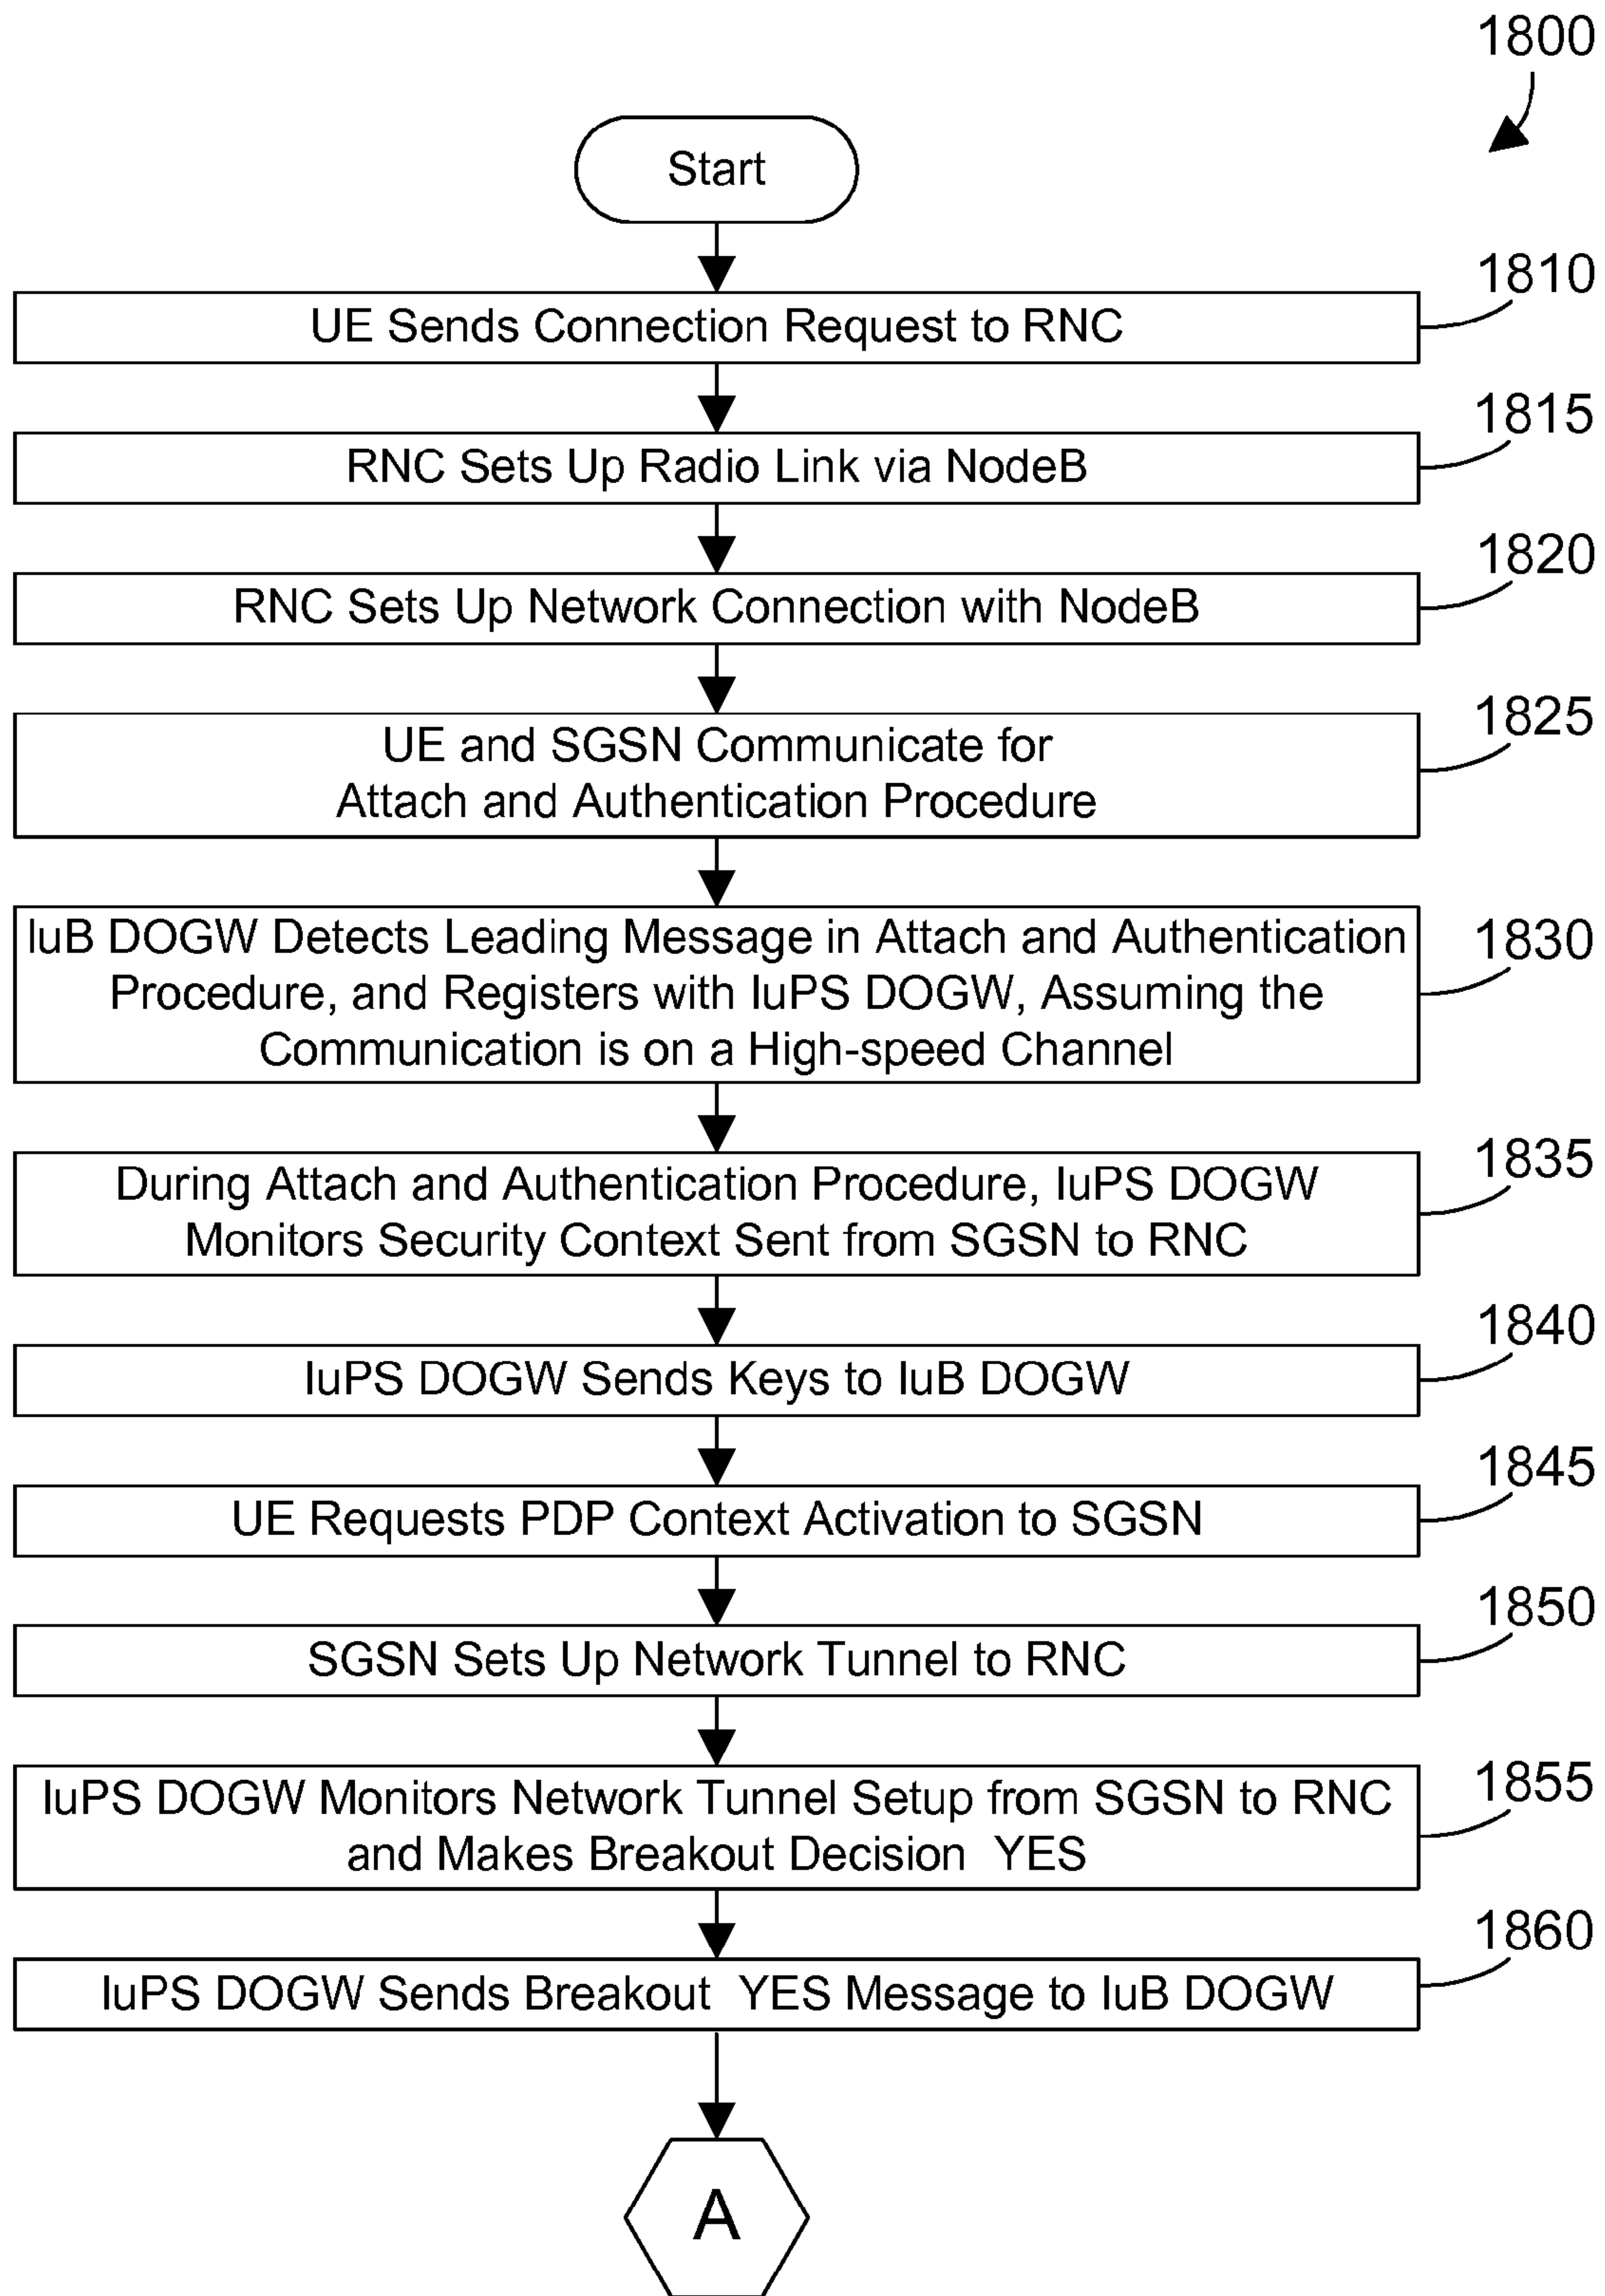 1800
Start
1810
UE Sends Connection Request to RNC
1815
RNC Sets Up Radio Link via NodeB
1820
RNC Sets Up Network Connection with NodeB
1825
UE and SGSN Communicate for
Attach and Authentication Procedure
1830
IuB DOGW Detects Leading Message in Attach and Authentication
Procedure, and Registers with IuPS DOGW, Assuming the
Communication is on a High-speed Channel
1835
During Attach and Authentication Procedure, IuPS DOGW
Monitors Security Context Sent from SGSN to RNC
1840
IuPS DOGW Sends Keys to IuB DOGW
1845
UE Requests PDP Context Activation to SGSN
1850
SGSN Sets Up Network Tunnel to RNC
1855
IuPS DOGW Monitors Network Tunnel Setup from SGSN to RNC
and Makes Breakout Decision YES
1860
IuPS DOGW Sends Breakout YES Message to IuB DOGW
A